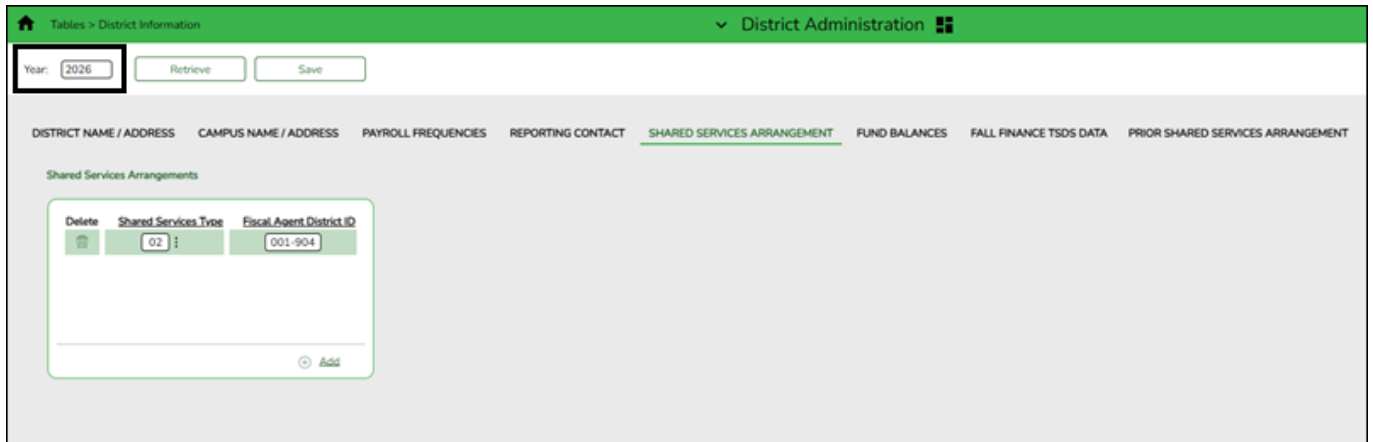 Tables > District Information
District Administration
Year: 2026 Retrieve Save
DISTRICT NAME / ADDRESS CAMPUS NAME / ADDRESS PAYROLL FREQUENCIES REPORTING CONTACT SHARED SERVICES ARRANGEMENT FUND BALANCES FALL FINANCE TSDS DATA PRIOR SHARED SERVICES ARRANGEMENT
Shared Services Arrangements
Delete Shared Services Type Fiscal Agent District ID
02 001-904
Add